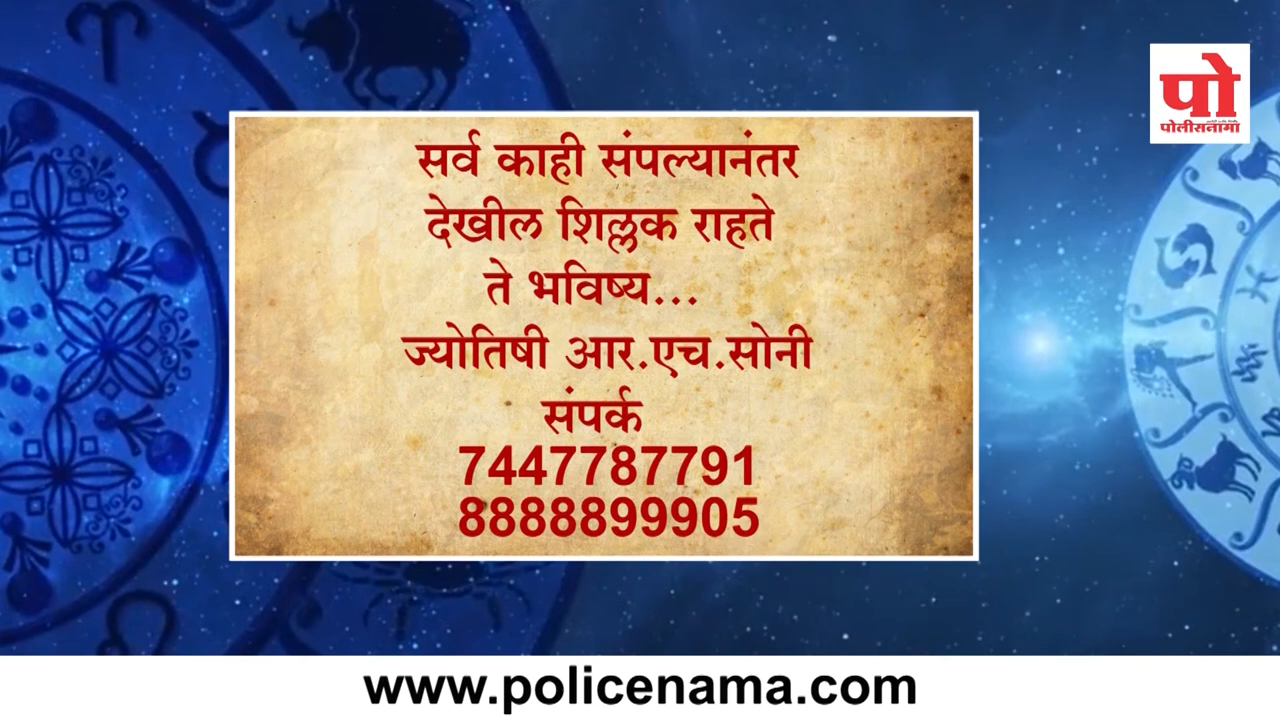 पो
पोलीसनामा
सर्व काही संपल्यानंतर
देखील शिल्लक राहते
ते भविष्य...
ज्योतिषी आर.एच.सोनी
संपर्क
7447787791
8888899905
www.policenama.com